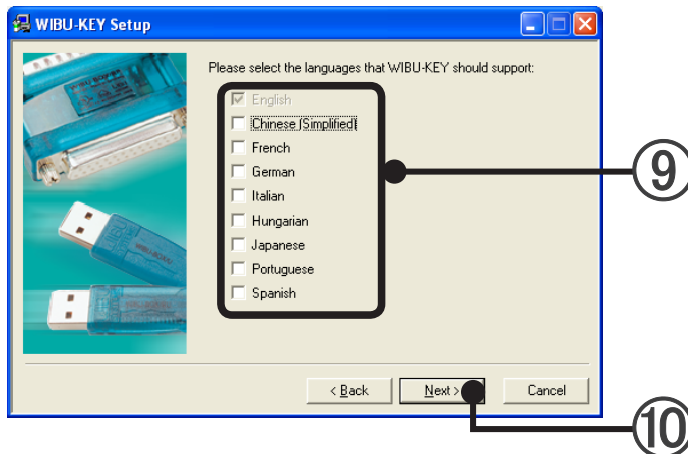 WIBU-KEY Setup
Please select the languages that WIBU-KEY should support:
English
Chinese (Simplified)
French
German
Italian
Hungarian
Japanese
Portuguese
Spanish
⑨
< Back
Next >
Cancel
⑩